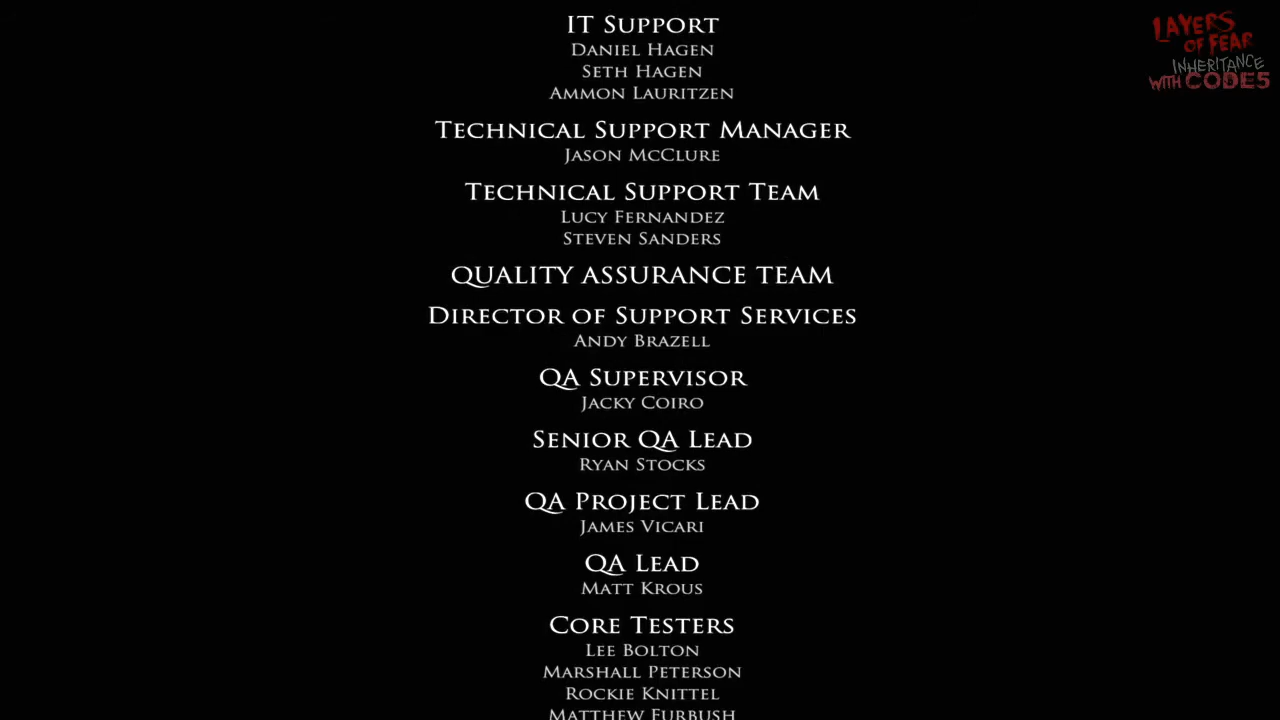 IT Support
Daniel Hagen
Seth Hagen
Ammon Lauritzen
Technical Support Manager
Jason McClure
Technical Support Team
Lucy Fernandez
Steven Sanders
QUALITY ASSURANCE TEAM
Director of Support Services
Andy Brazell
QA Supervisor
Jacky Coiro
Senior QA Lead
Ryan Stocks
QA Project Lead
James Vicari
QA Lead
Matt Krous
Core Testers
Lee Bolton
Marshall Peterson
Rockie Knittel
Matthew Furbush
LAYERS
OF FEAR
INHERITANCE
WITH CODE5